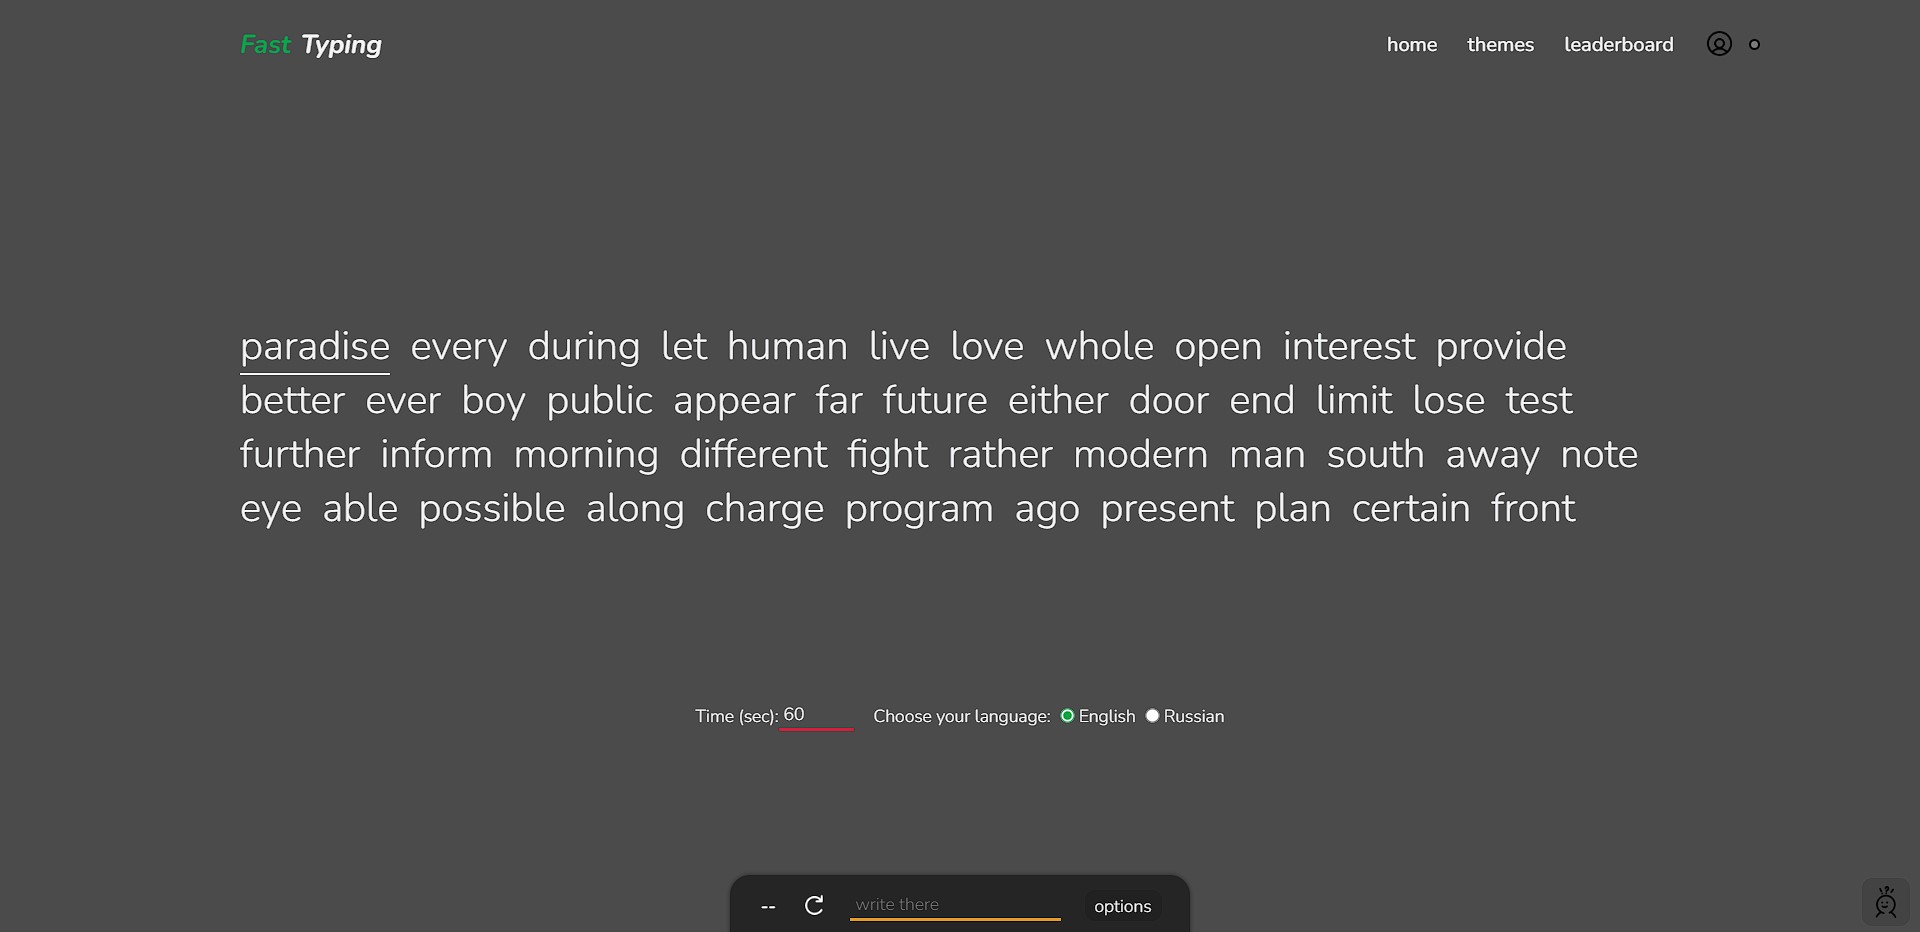 Fast Typing
home themes leaderboard
paradise every during let human live love whole open interest provide
better ever boy public appear far future either door end limit lose test
further inform morning different fight rather modern man south away note
eye able possible along charge program ago present plan certain front
Time (sec): 60 Choose your language: English Russian
-- write there options